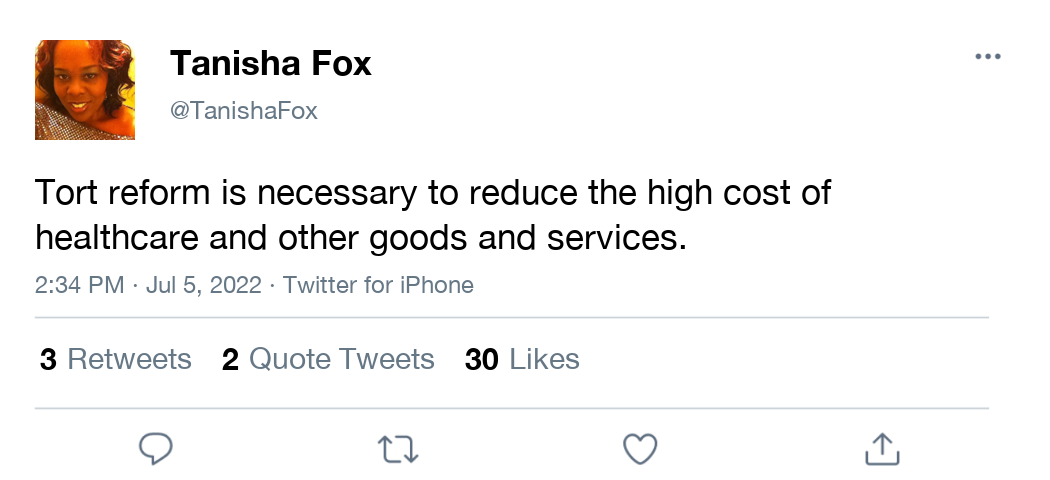 Tanisha Fox
@TanishaFox
Tort reform is necessary to reduce the high cost of
healthcare and other goods and services.
2:34 PM · Jul 5, 2022 · Twitter for iPhone
3 Retweets 2 Quote Tweets 30 Likes